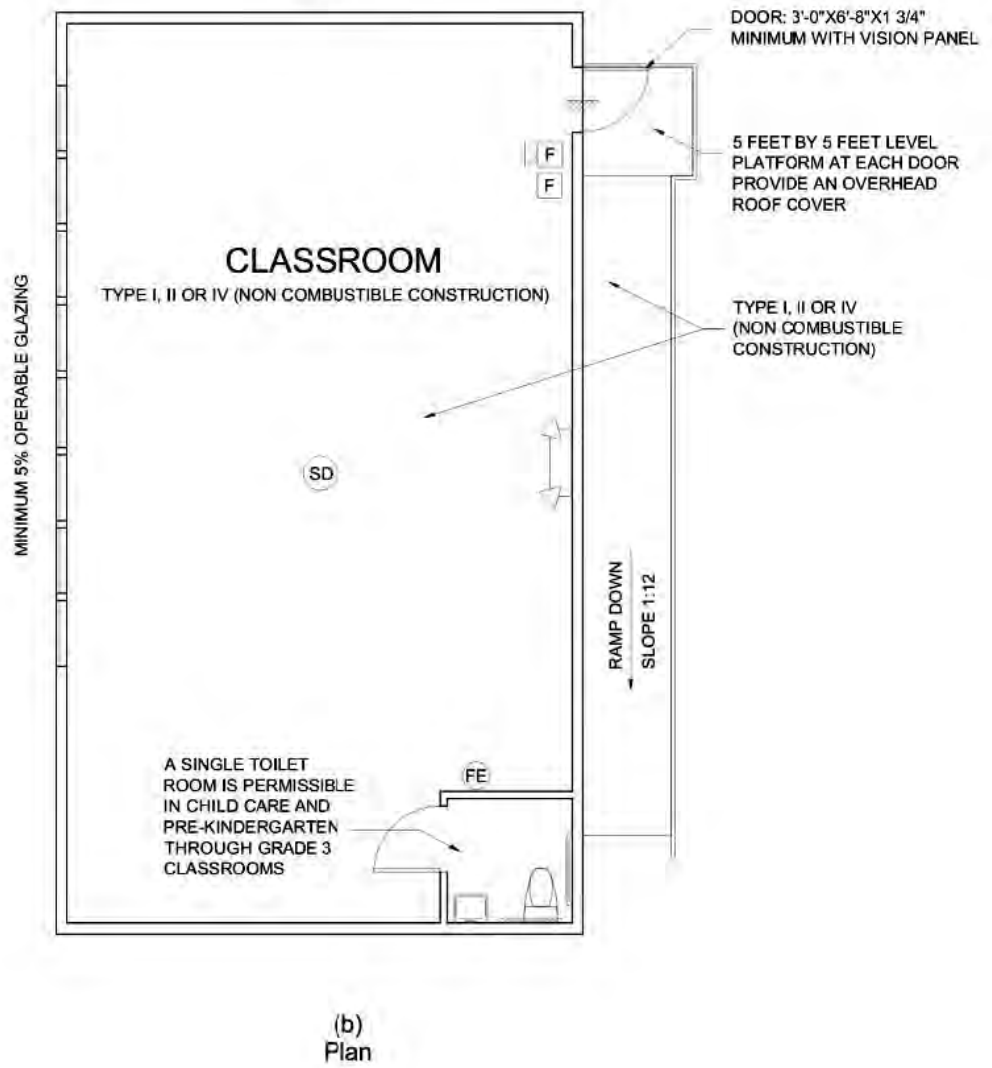 DOOR: 3'-0"X6'-8"X1 3/4"
MINIMUM WITH VISION PANEL
5 FEET BY 5 FEET LEVEL
PLATFORM AT EACH DOOR
PROVIDE AN OVERHEAD
ROOF COVER
F
F
CLASSROOM
TYPE I, II OR IV (NON COMBUSTIBLE CONSTRUCTION)
MINIMUM 5% OPERABLE GLAZING
TYPE I, II OR IV
(NON COMBUSTIBLE
CONSTRUCTION)
SD
RAMP DOWN
SLOPE 1:12
A SINGLE TOILET
ROOM IS PERMISSIBLE
IN CHILD CARE AND
PRE-KINDERGARTEN
THROUGH GRADE 3
CLASSROOMS
FE
(b)
Plan